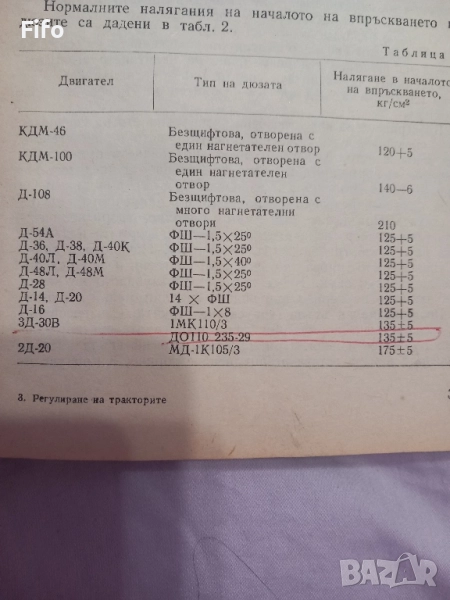 Нормалните налягания на началото на впръскването
дюзите са дадени в табл. 2.
Fifo
Таблица
Двигател Тип на дюзата Налягане в началото
на впръскването,
кг/см²
КДМ-46 Безщифтова, отворена с
един нагнетателен отвор 120+5
КДМ-100 Безщифтова, отворена с
един нагнетателен
отвор 140—6
Д-108 Безщифтова, отворена с
много нагнетателни
отвори 210
Д-54А ФШ—1,5×25° 125+5
Д-36, Д-38, Д-40К ФШ—1,5×25° 125+5
Д-40Л, Д-40М ФШ—1,5×40° 125+5
Д-48Л, Д-48М ФШ—1,5×25° 125+5
Д-28 ФШ—1,5×25° 125+5
Д-14, Д-20 14 × ФШ 125+5
Д-16 ФШ—1×8 125+5
3Д-30В 1МК110/3 135±5
ДО110 235-29 135±5
2Д-20 МД-1К105/3 175±5
3. Регулиране на тракторите
Fifo
bazar